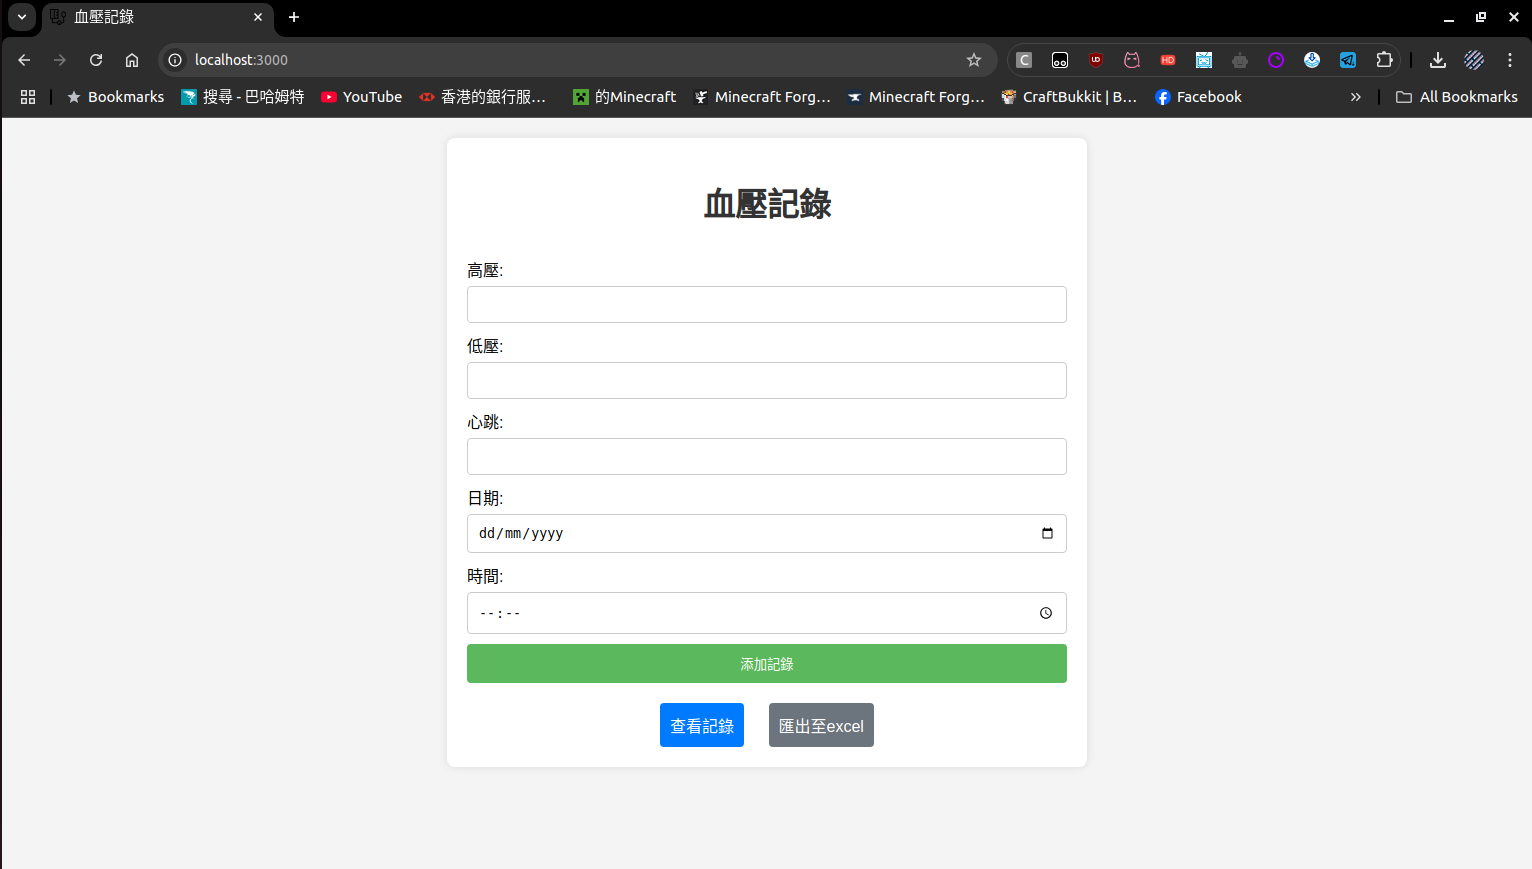 血壓記錄
localhost:3000
Bookmarks
搜尋 - 巴哈姆特
YouTube
香港的銀行服...
的Minecraft
Minecraft Forg...
Minecraft Forg...
CraftBukkit | B...
Facebook
All Bookmarks
血壓記錄
高壓:
低壓:
心跳:
日期:
dd/mm/yyyy
時間:
--:--
添加記錄
查看記錄
匯出至excel